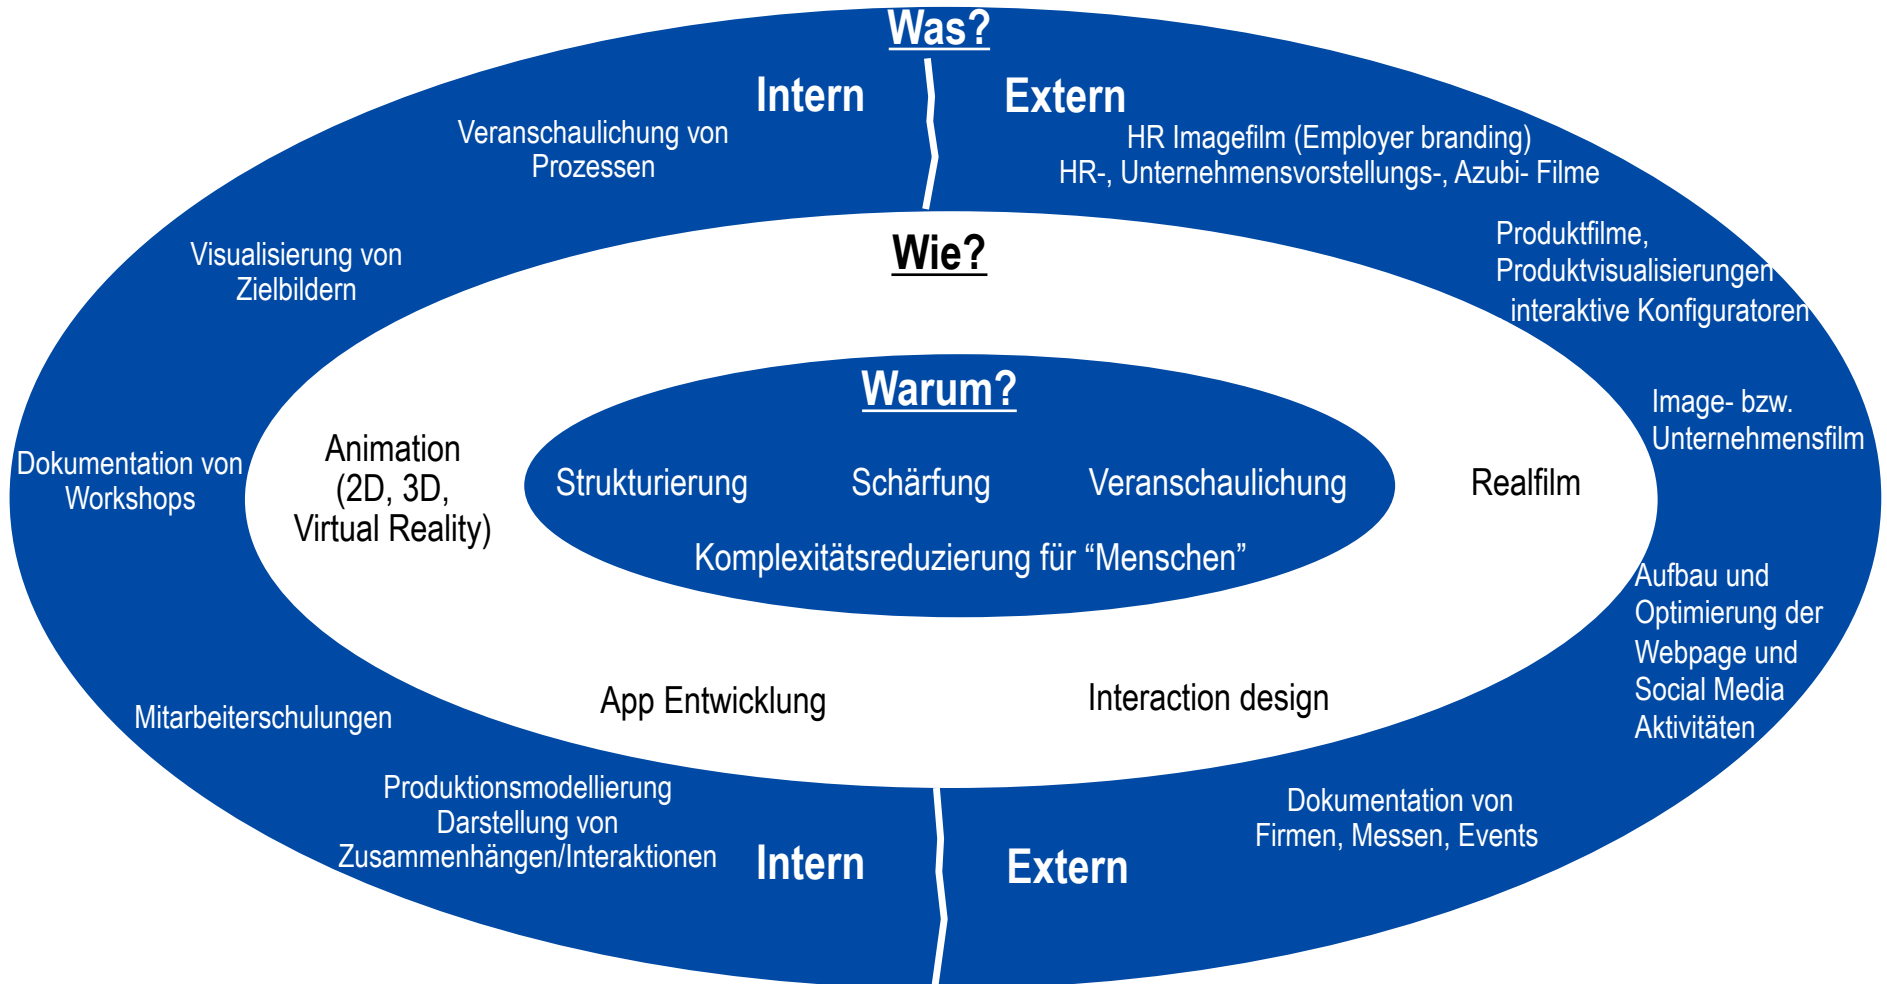 Was?
Intern
Extern
Veranschaulichung von
Prozessen
HR Imagefilm (Employer branding)
HR-, Unternehmensvorstellungs-, Azubi- Filme
Visualisierung von
Zielbildern
Wie?
Produktfilme,
Produktvisualisierungen
interaktive Konfiguratoren
Warum?
Image- bzw.
Unternehmensfilm
Dokumentation von
Workshops
Animation
(2D, 3D,
Virtual Reality)
Strukturierung
Schärfung
Veranschaulichung
Realfilm
Komplexitätsreduzierung für “Menschen”
Aufbau und
Optimierung der
Webpage und
Social Media
Aktivitäten
App Entwicklung
Interaction design
Mitarbeiterschulungen
Produktionsmodellierung
Darstellung von
Zusammenhängen/Interaktionen
Intern
Extern
Dokumentation von
Firmen, Messen, Events